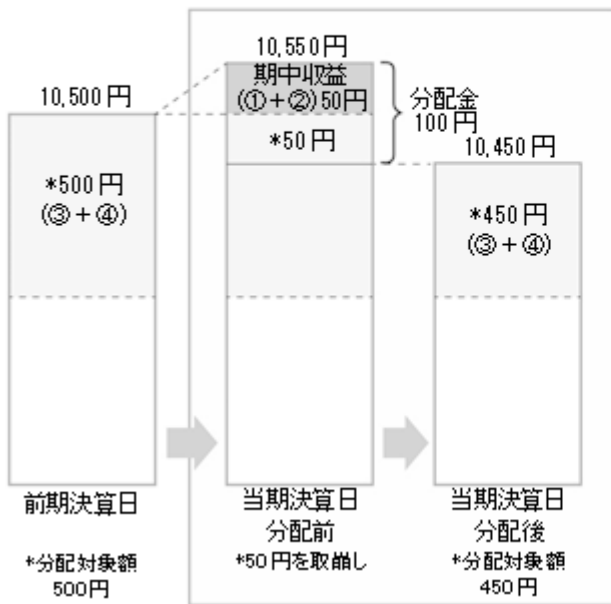 10,500円
*500円
(③+④)
前期決算日
*分配対象額
500円
10,550円
期中収益
(①+②)50円
*50円
分配金
100円
当期決算日
分配前
*50円を取崩し
10,450円
*450円
(③+④)
当期決算日
分配後
*分配対象額
450円